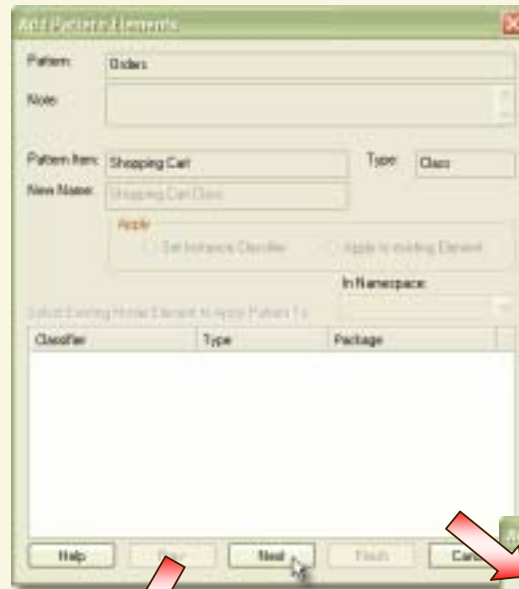 Add Pattern Elements
Pattern: Orders
Note:
Pattern Item: Shopping Cart Type: Class
New Name: Shopping Cart Class
Apply
Set Instance Classifier Apply to existing Element
In Namespace:
Select Existing Model Element to Apply Pattern To
Classifier Type Package
Help Next Finish